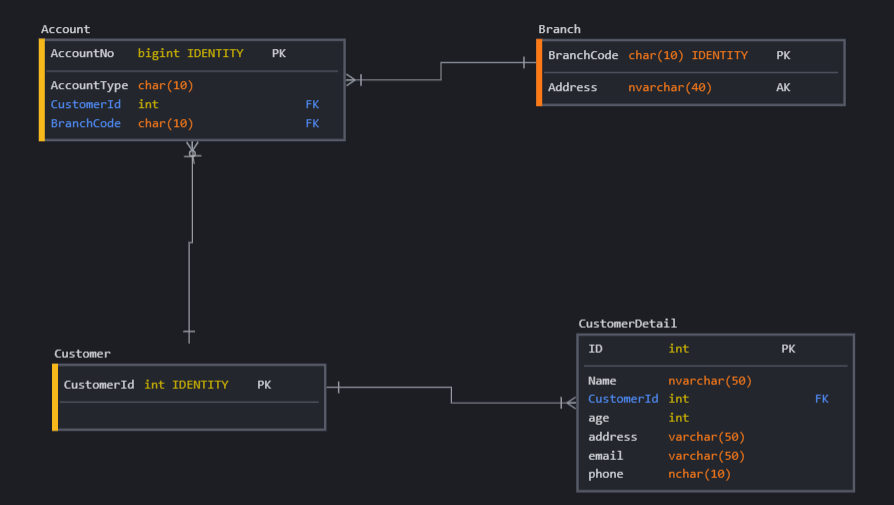 Account
AccountNo bigint IDENTITY PK
AccountType char(10)
CustomerId int FK
BranchCode char(10) FK
Branch
BranchCode char(10) IDENTITY PK
Address nvarchar(40) AK
Customer
CustomerId int IDENTITY PK
CustomerDetail
ID int PK
Name nvarchar(50)
CustomerId int FK
age int
address varchar(50)
email varchar(50)
phone nchar(10)